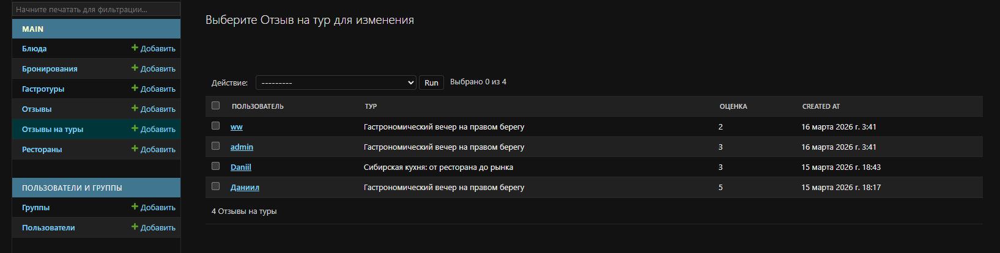 Начните печатать для фильтрации...
MAIN
Блюда + Добавить
Бронирования + Добавить
Гастротуры + Добавить
Отзывы + Добавить
Отзывы на туры + Добавить
Рестораны + Добавить
ПОЛЬЗОВАТЕЛИ И ГРУППЫ
Группы + Добавить
Пользователи + Добавить
Выберите Отзыв на тур для изменения
Действие: --------- Run Выбрано 0 из 4
ПОЛЬЗОВАТЕЛЬ ТУР ОЦЕНКА CREATED AT
ww Гастрономический вечер на правом берегу 2 16 марта 2026 г. 3:41
admin Гастрономический вечер на правом берегу 3 16 марта 2026 г. 3:41
Daniil Сибирская кухня: от ресторана до рынка 3 15 марта 2026 г. 18:43
Даниил Гастрономический вечер на правом берегу 5 15 марта 2026 г. 18:17
4 Отзывы на туры